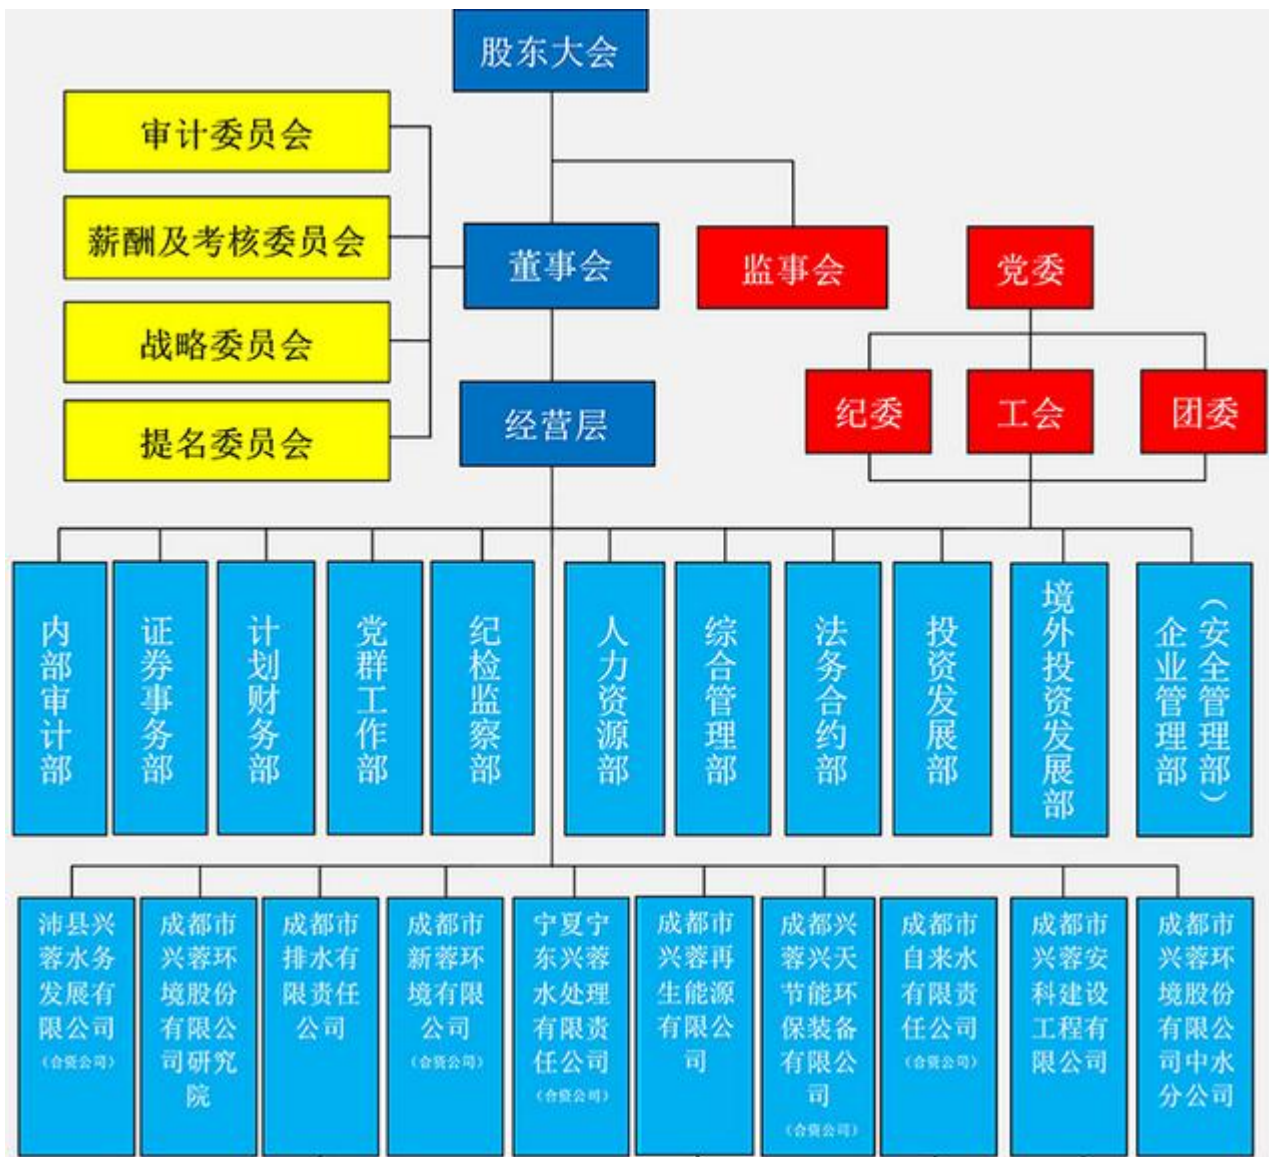 股东大会
审计委员会
薪酬及考核委员会
战略委员会
提名委员会
董事会
监事会
党委
经营层
纪委
工会
团委
内部审计部
证券事务部
计划财务部
党群工作部
纪检监察部
人力资源部
综合管理部
法务合约部
投资发展部
境外投资发展部
企业管理部
（安全管理部）
沛县兴
蓉水务
发展有
限公司
（合资公司）
成都市
兴蓉环
境股份
有限公
司研究
院
成都市
排水有
限责任
公司
成都市
新蓉环
境有限
公司
（合资公司）
宁夏宁
东兴蓉
水处理
有限责
任公司
（合资公司）
成都市
兴蓉再
生能源
有限公
司
成都兴
蓉兴天
节能环
保装备
有限公
司
（合资公司）
成都市
自来水
有限责
任公司
（合资公司）
成都市
兴蓉安
科建设
工程有
限公司
成都市
兴蓉环
境股份
有限公
司中水
分公司